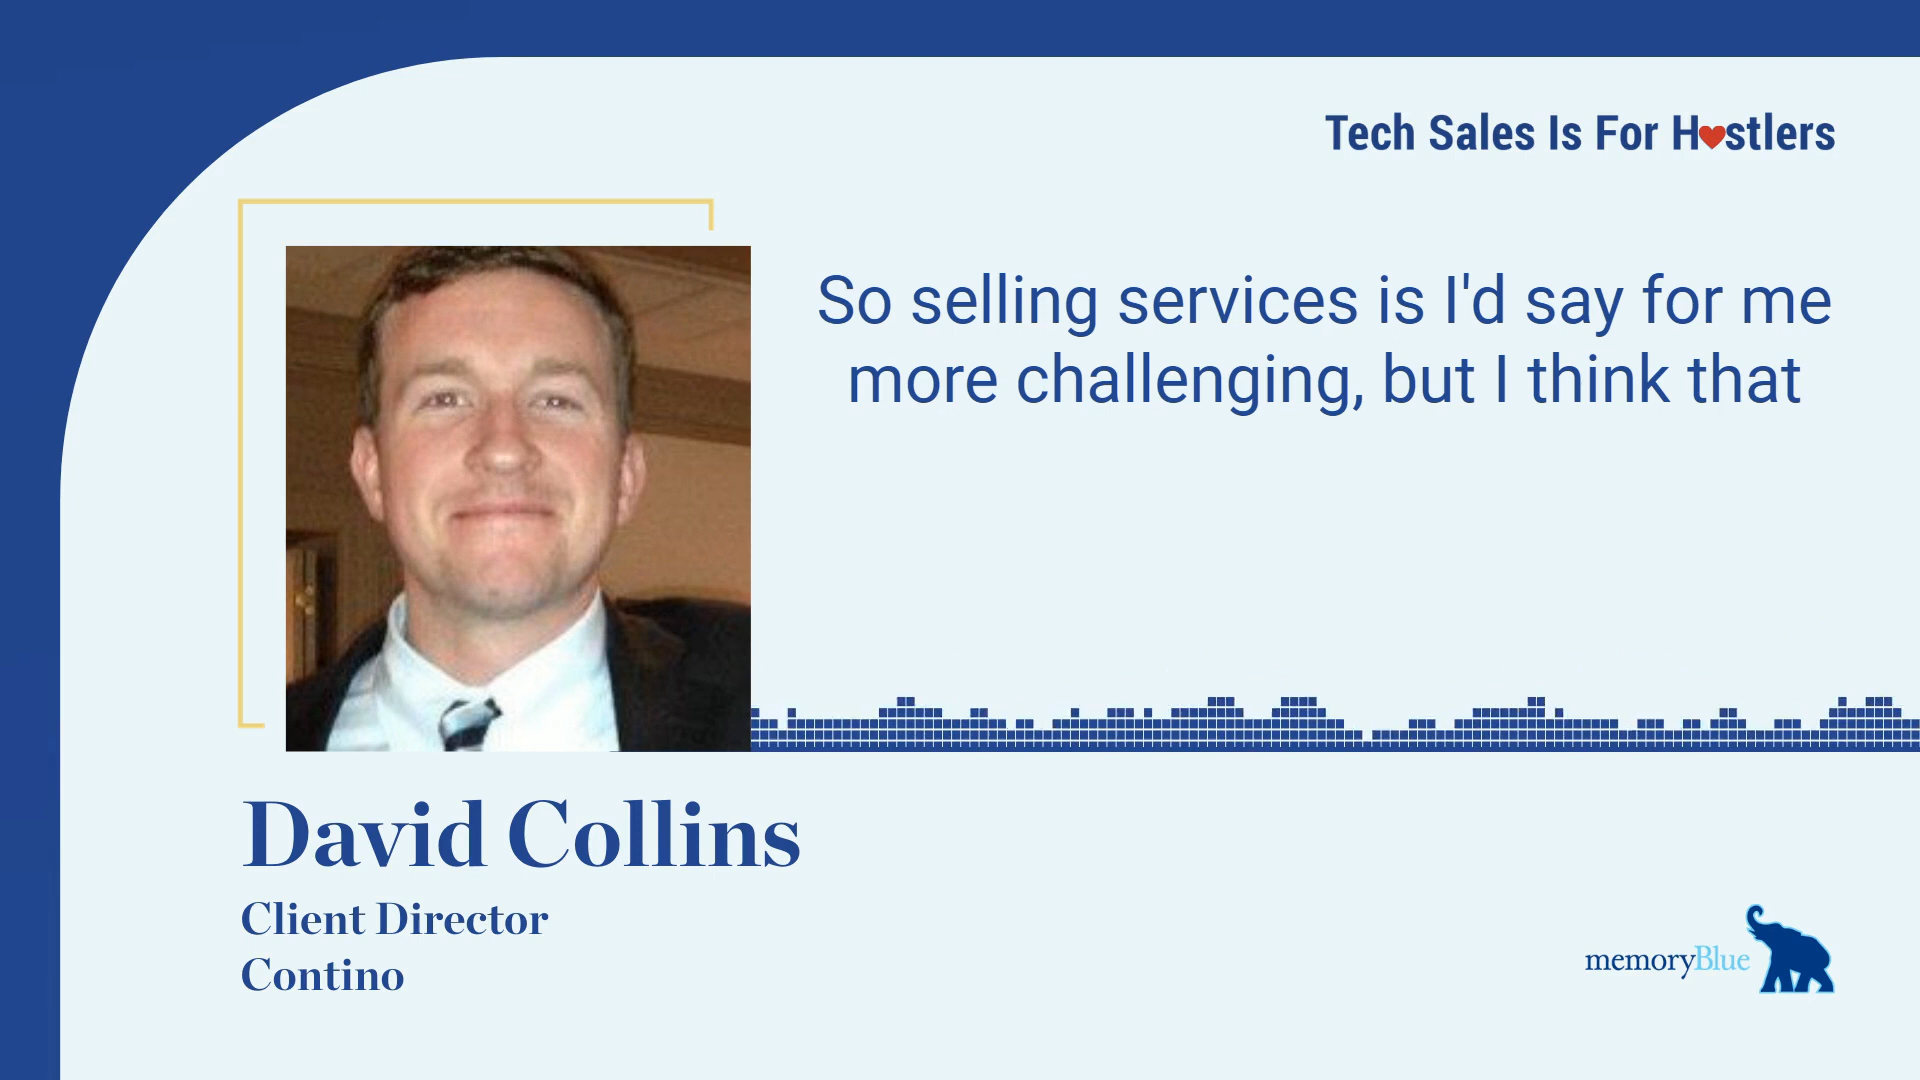 Tech Sales Is For H❤stlers
So selling services is I'd say for me
more challenging, but I think that
David Collins
Client Director
Contino
memoryBlue